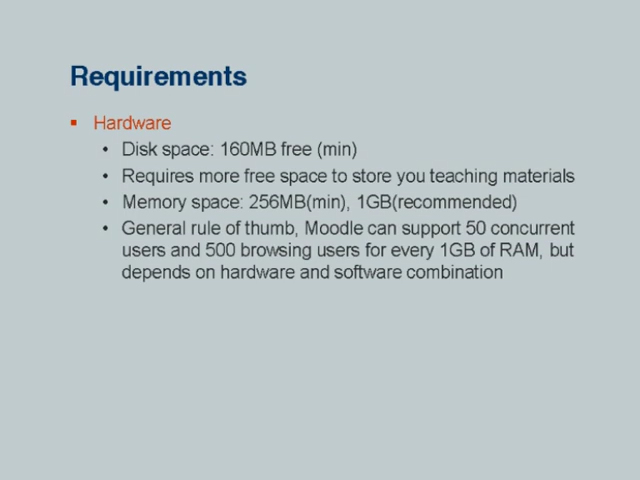 Requirements
▪ Hardware
• Disk space: 160MB free (min)
• Requires more free space to store you teaching materials
• Memory space: 256MB(min), 1GB(recommended)
• General rule of thumb, Moodle can support 50 concurrent
users and 500 browsing users for every 1GB of RAM, but
depends on hardware and software combination